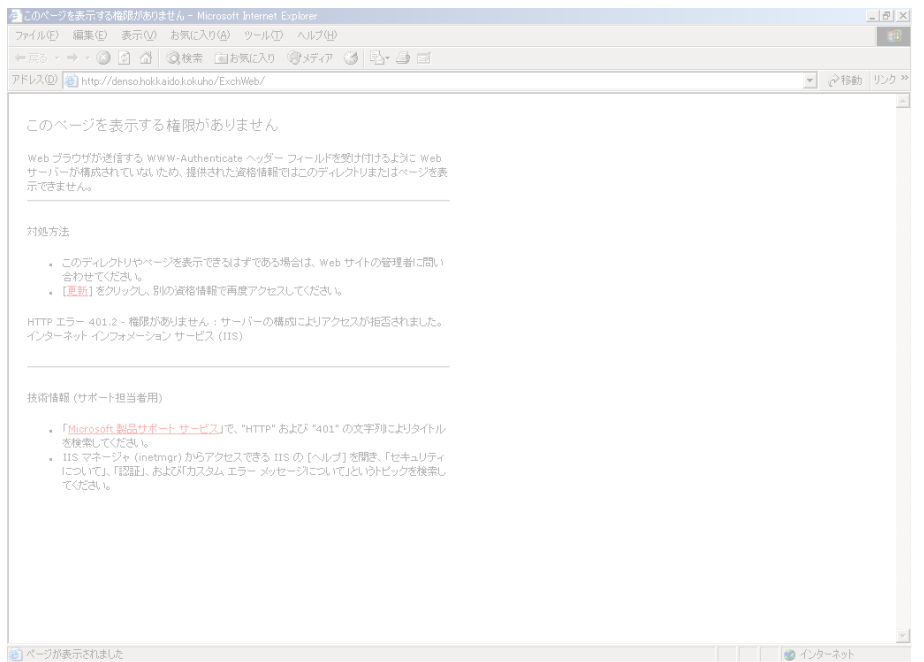 このページを表示する権限がありません - Microsoft Internet Explorer
ファイル(F) 編集(E) 表示(V) お気に入り(A) ツール(T) ヘルプ(H)
戻る 検索 お気に入り メディア
アドレス(D) http://denso.hokkaido.kokuho/ExchWeb/ 移動 リンク »
このページを表示する権限がありません
Web ブラウザが送信する WWW-Authenticate ヘッダー フィールドを受け付けるように Web
サーバーが構成されていないため、提供された資格情報ではこのディレクトリまたはページを表
示できません。
対処方法
• このディレクトリやページを表示できるはずである場合は、Web サイトの管理者に問い
合わせてください。
• [更新] をクリックし、別の資格情報で再度アクセスしてください。
HTTP エラー 401.2 - 権限がありません : サーバーの構成によりアクセスが拒否されました。
インターネット インフォメーション サービス (IIS)
技術情報 (サポート担当者用)
• 「Microsoft 製品サポート サービス」で、"HTTP" および "401" の文字列によりタイトル
を検索してください。
• IIS マネージャ (inetmgr) からアクセスできる IIS の [ヘルプ] を開き、「セキュリティ
について」、「認証」、および「カスタム エラー メッセージについて」というトピックを検索し
てください。
ページが表示されました インターネット